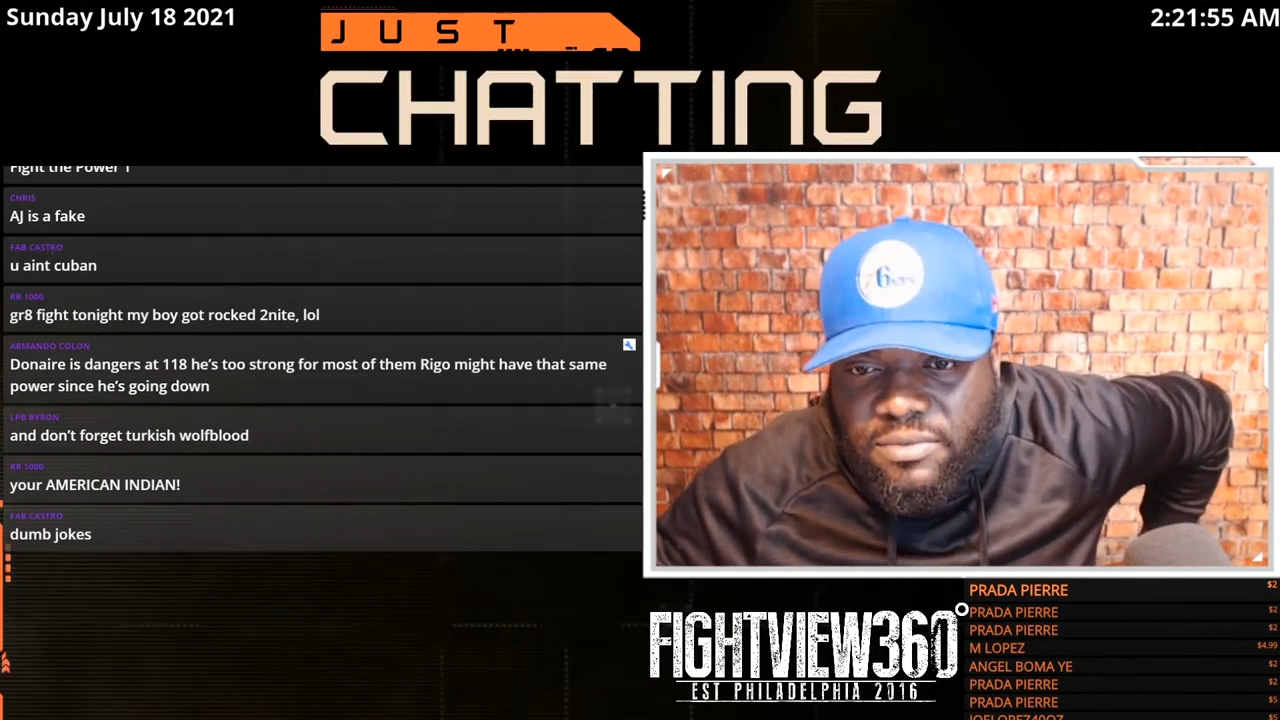 Sunday July 18 2021
2:21:55 AM
JUST
CHATTING
Fight the Power 1
CHRIS
AJ is a fake
FAB CASTRO
u aint cuban
RR 1000
gr8 fight tonight my boy got rocked 2nite, lol
ARMANDO COLON
Donaire is dangers at 118 he's too strong for most of them Rigo might have that same
power since he's going down
LPB BYRON
and don't forget turkish wolfblood
RR 1000
your AMERICAN INDIAN!
FAB CASTRO
dumb jokes
6ERS
FIGHTVIEW360°
EST PHILADELPHIA 2016
PRADA PIERRE $2
PRADA PIERRE $2
PRADA PIERRE $2
M LOPEZ $4.99
ANGEL BOMA YE $2
PRADA PIERRE $2
PRADA PIERRE $5